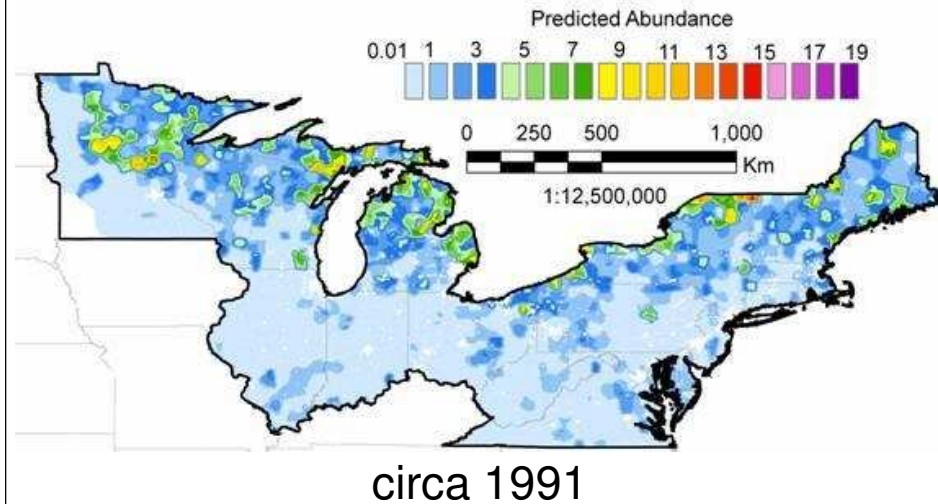 Predicted Abundance
0.01 1 3 5 7 9 11 13 15 17 19
0 250 500 1,000
Km
1:12,500,000
circa 1991